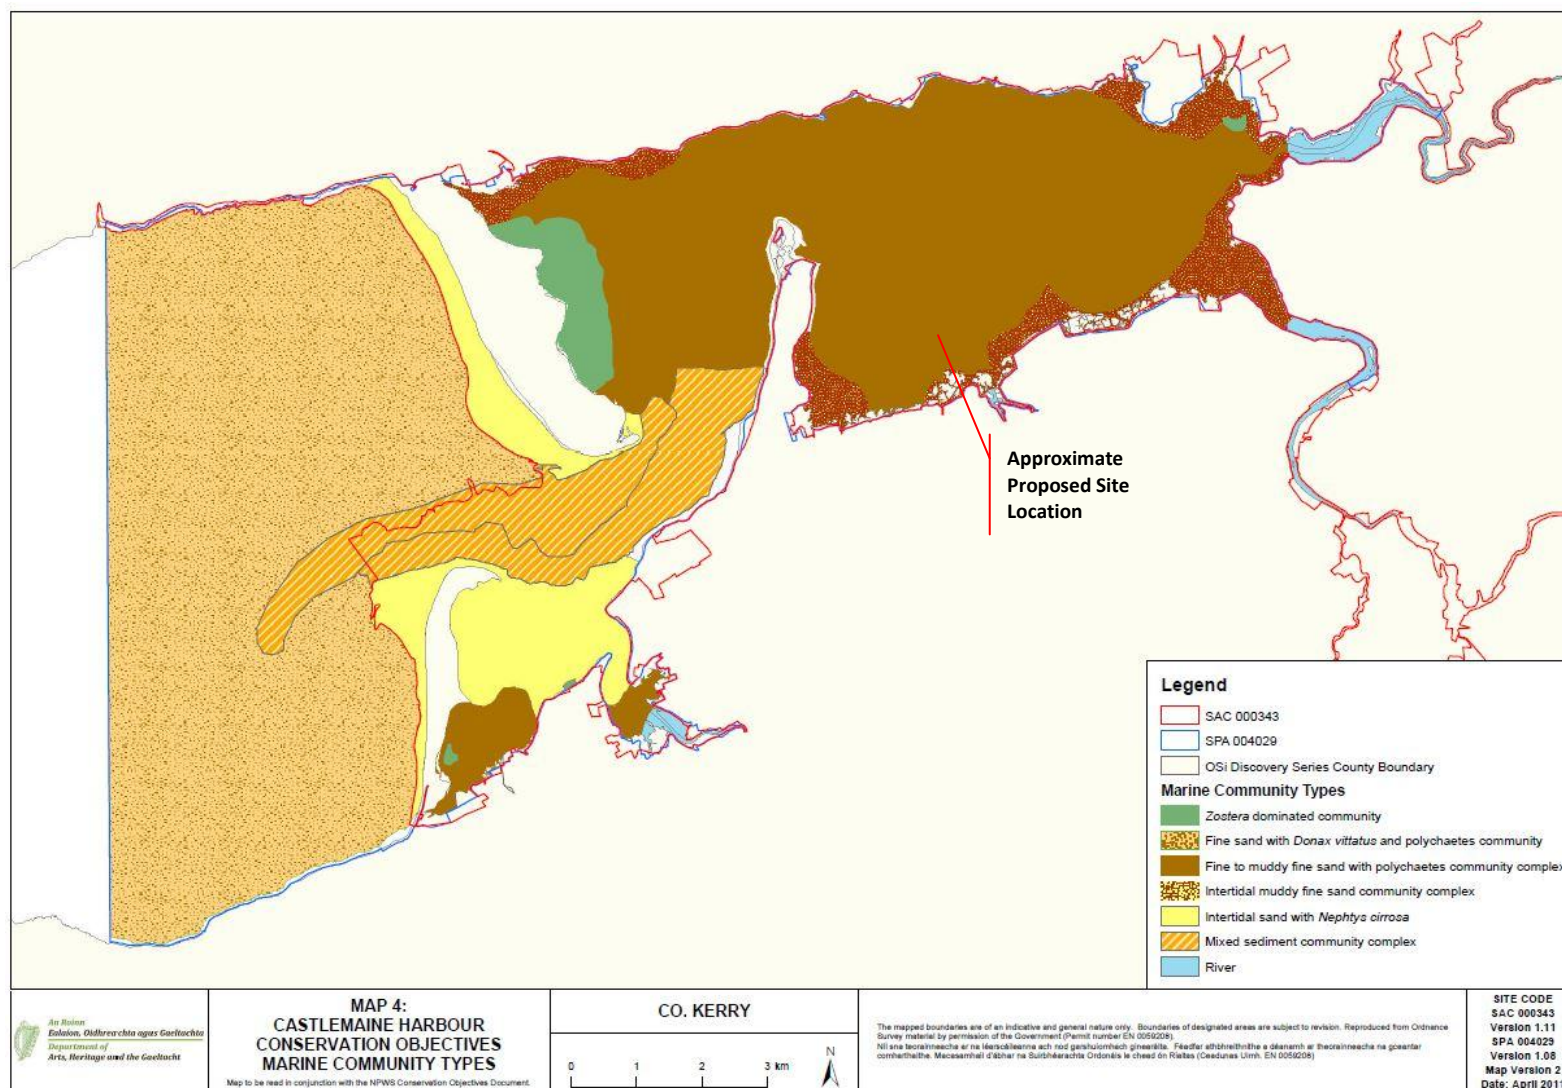 Approximate
Proposed Site
Location
Legend
SAC 000343
SPA 004029
OSi Discovery Series County Boundary
Marine Community Types
Zostera dominated community
Fine sand with Donax vittatus and polychaetes community
Fine to muddy fine sand with polychaetes community complex
Intertidal muddy fine sand community complex
Intertidal sand with Nephtys cirrosa
Mixed sediment community complex
River
An Roinn
Ealaíon, Oidhreachta agus Gaeltachta
Department of
Arts, Heritage and the Gaeltacht
MAP 4:
CASTLEMAINE HARBOUR
CONSERVATION OBJECTIVES
MARINE COMMUNITY TYPES
Map to be read in conjunction with the NPWS Conservation Objectives Document.
CO. KERRY
0 1 2 3 km
N
The mapped boundaries are of an indicative and general nature only. Boundaries of designated areas are subject to revision. Reproduced from Ordnance
Survey material by permission of the Government (Permit number EN 0059208).
SITE CODE
SAC 000343
Version 1.11
SPA 004029
Version 1.08
Map Version 2
Date: April 201